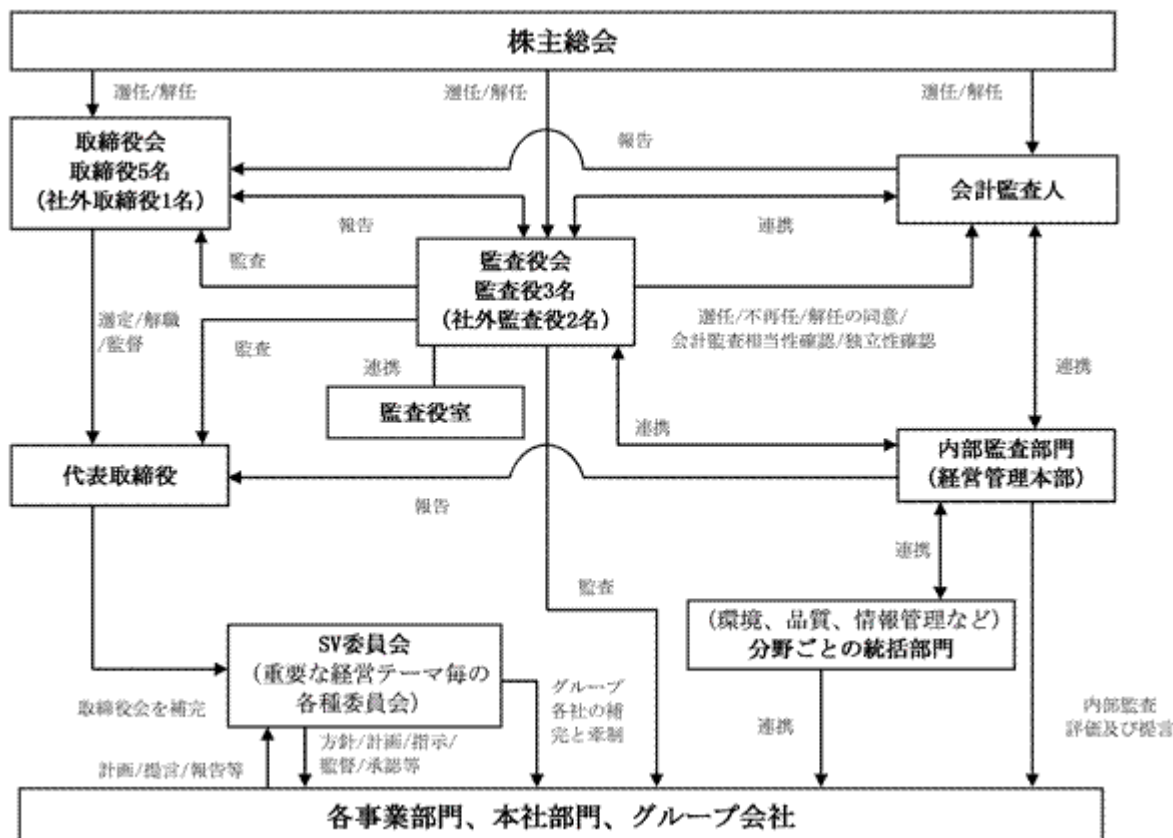 株主総会
選任/解任
選任/解任
選任/解任
取締役会
取締役5名
(社外取締役1名)
報告
会計監査人
報告
連携
監査役会
監査役3名
(社外監査役2名)
監査
選任/不再任/解任の同意/
会計監査相当性確認/独立性確認
選定/解職
/監督
監査
連携
監査役室
連携
連携
代表取締役
内部監査部門
(経営管理本部)
報告
連携
監査
(環境、品質、情報管理など)
分野ごとの統括部門
SV委員会
(重要な経営テーマ毎の
各種委員会)
取締役会を補完
グループ
各社の補
完と牽制
連携
内部監査
評価及び提言
方針/計画/指示/
監督/承認等
計画/提言/報告等
各事業部門、本社部門、グループ会社